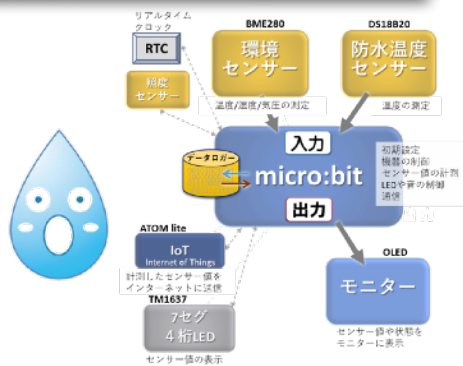 リアルタイム
クロック
RTC
照度
センサー
BME280
環境
センサー
温度/湿度/気圧の測定
DS18B20
防水温度
センサー
温度の測定
入力
データロガー
micro:bit
出力
初期設定
機器の制御
センサー値の計測
LEDや音の制御
通信
ATOM lite
IoT
Internet of Things
計測したセンサー値を
インターネットに送信
TM1637
7セグ
4桁LED
センサー値の表示
OLED
モニター
センサー値や状態を
モニターに表示